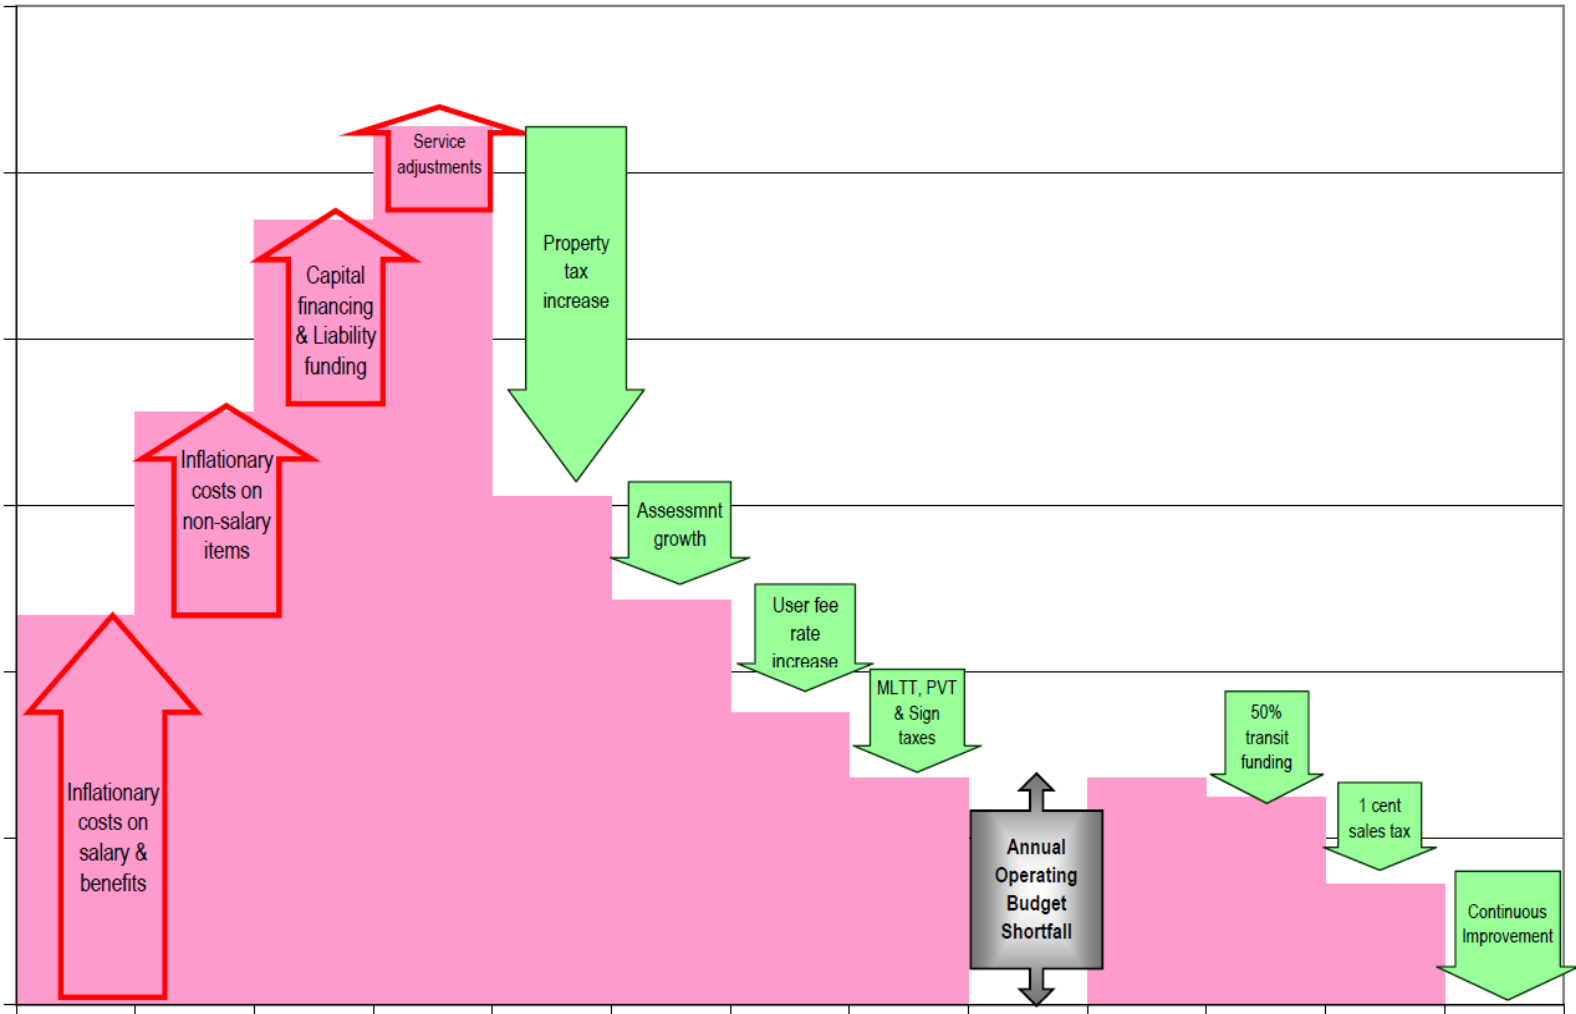 Service
adjustments
Capital
financing
& Liability
funding
Inflationary
costs on
non-salary
items
Inflationary
costs on
salary &
benefits
Property
tax
increase
Assessmnt
growth
User fee
rate
increase
MLTT, PVT
& Sign
taxes
Annual
Operating
Budget
Shortfall
50%
transit
funding
1 cent
sales tax
Continuous
Improvement